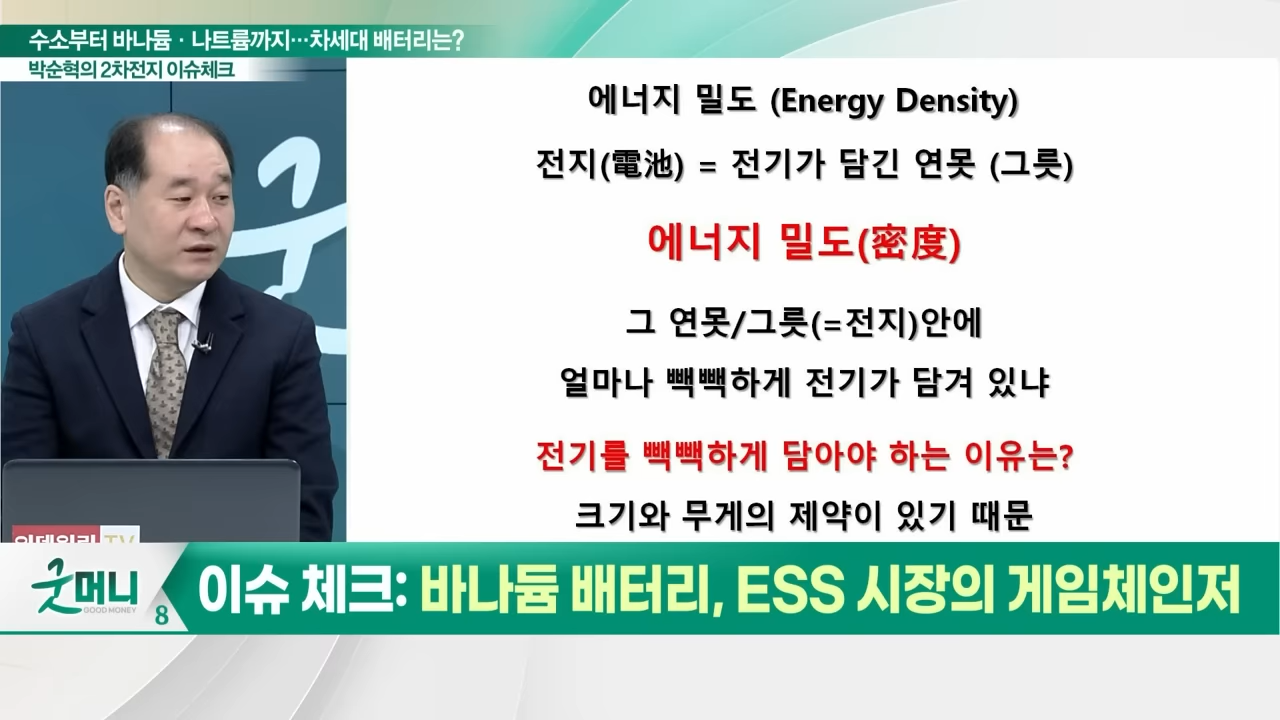 수소부터 바나듐·나트륨까…차세대 배터리는?
박순혁의 2차전지 이슈체크
에너지 밀도 (Energy Density)
전지(電池) = 전기가 담긴 연못 (그릇)
에너지 밀도(密度)
그 연못/그릇(=전지)안에
얼마나 빽빽하게 전기가 담겨 있냐
전기를 빽빽하게 담아야 하는 이유는?
크기와 무게의 제약이 있기 때문
이데일리 TV
굿머니
GOOD MONEY
8
이슈 체크: 바나듐 배터리, ESS 시장의 게임체인저